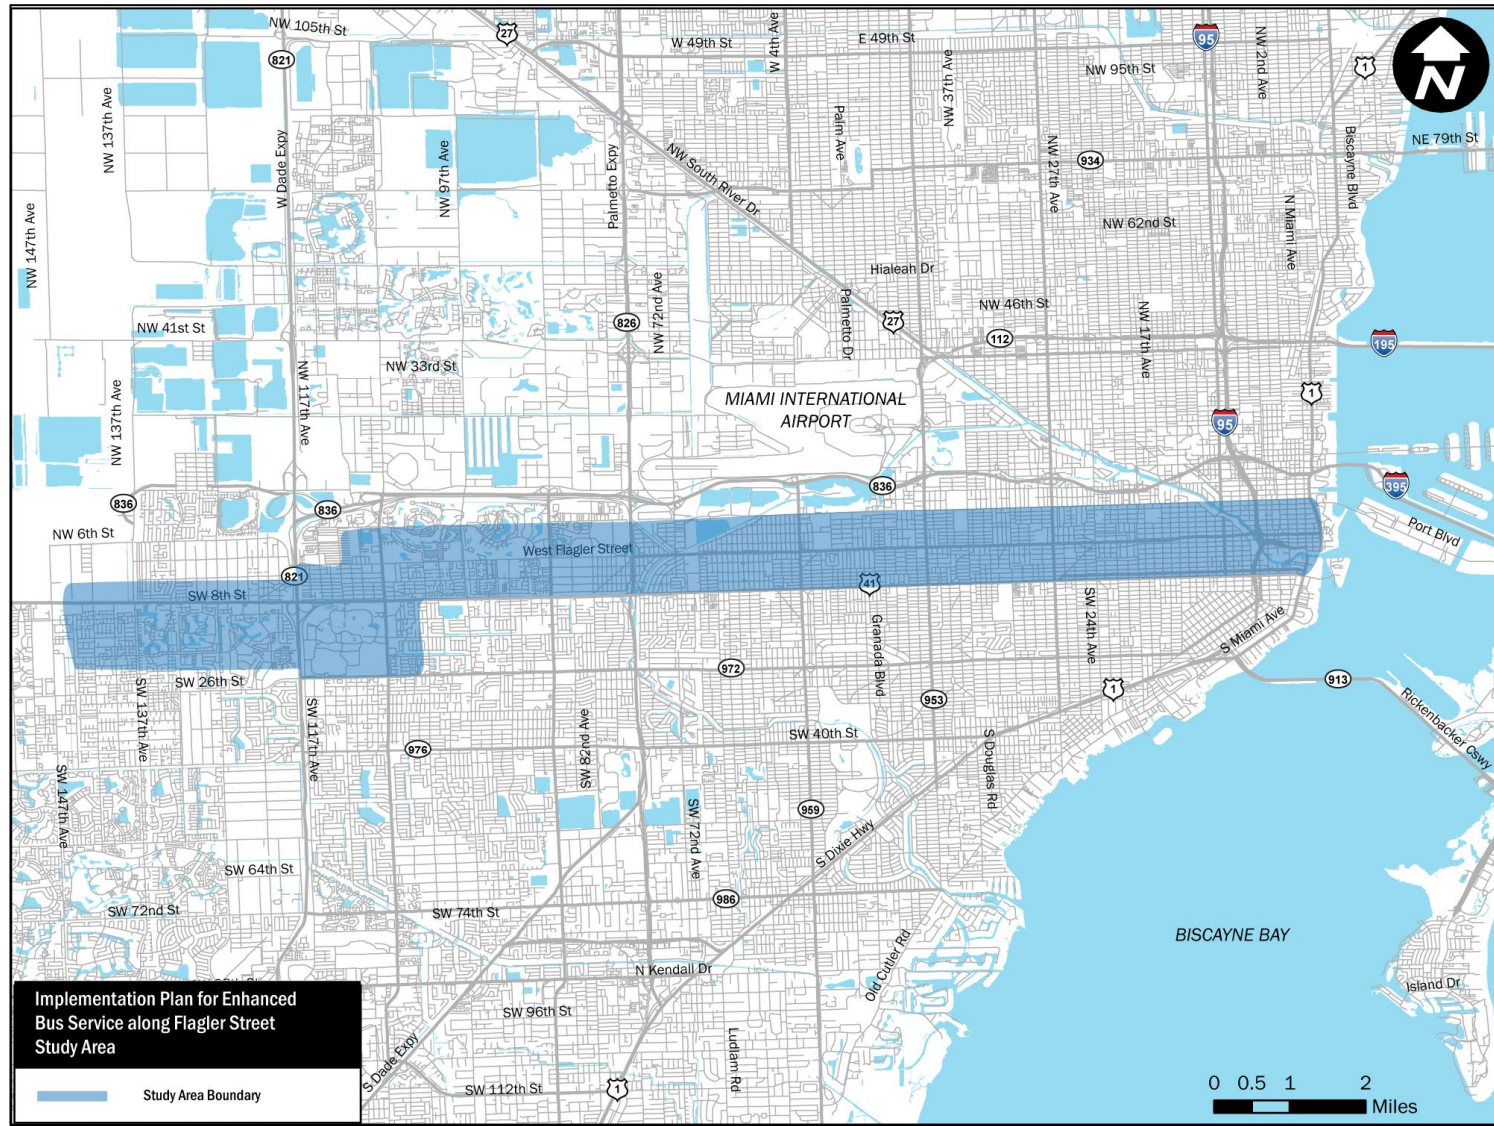 NW 105th St
27
W 49th St
W 4th Ave
E 49th St
95
NW 2nd Ave
1
N
821
NW 95th St
NW 37th Ave
NW 137th Ave
W Dade Expy
NW 97th Ave
Palmetto Expy
NW South River Dr
Palm Ave
NW 27th Ave
934
Biscayne Blvd
NE 79th St
NW 147th Ave
NW 62nd St
N Miami Ave
Hialeah Dr
NW 72nd Ave
Palmetto Dr
NW 46th St
NW 17th Ave
NW 41st St
826
27
112
195
NW 33rd St
NW 137th Ave
NW 117th Ave
MIAMI INTERNATIONAL
AIRPORT
1
95
836
836
836
395
NW 6th St
Port Blvd
West Flagler Street
821
41
SW 8th St
SW 24th Ave
Granada Blvd
S Miami Ave
972
SW 26th St
913
SW 137th Ave
SW 117th Ave
953
1
Rickenbacker Cswy
976
SW 82nd Ave
SW 40th St
S Douglas Rd
SW 147th Ave
959
SW 72nd Ave
S Dixie Hwy
SW 64th St
986
SW 72nd St
SW 74th St
BISCAYNE BAY
Old Cutler Rd
N Kendall Dr
Island Dr
SW 96th St
S Dade Expy
Ludlam Rd
SW 112th St
1
Implementation Plan for Enhanced
Bus Service along Flagler Street
Study Area
Study Area Boundary
0 0.5 1 2
Miles